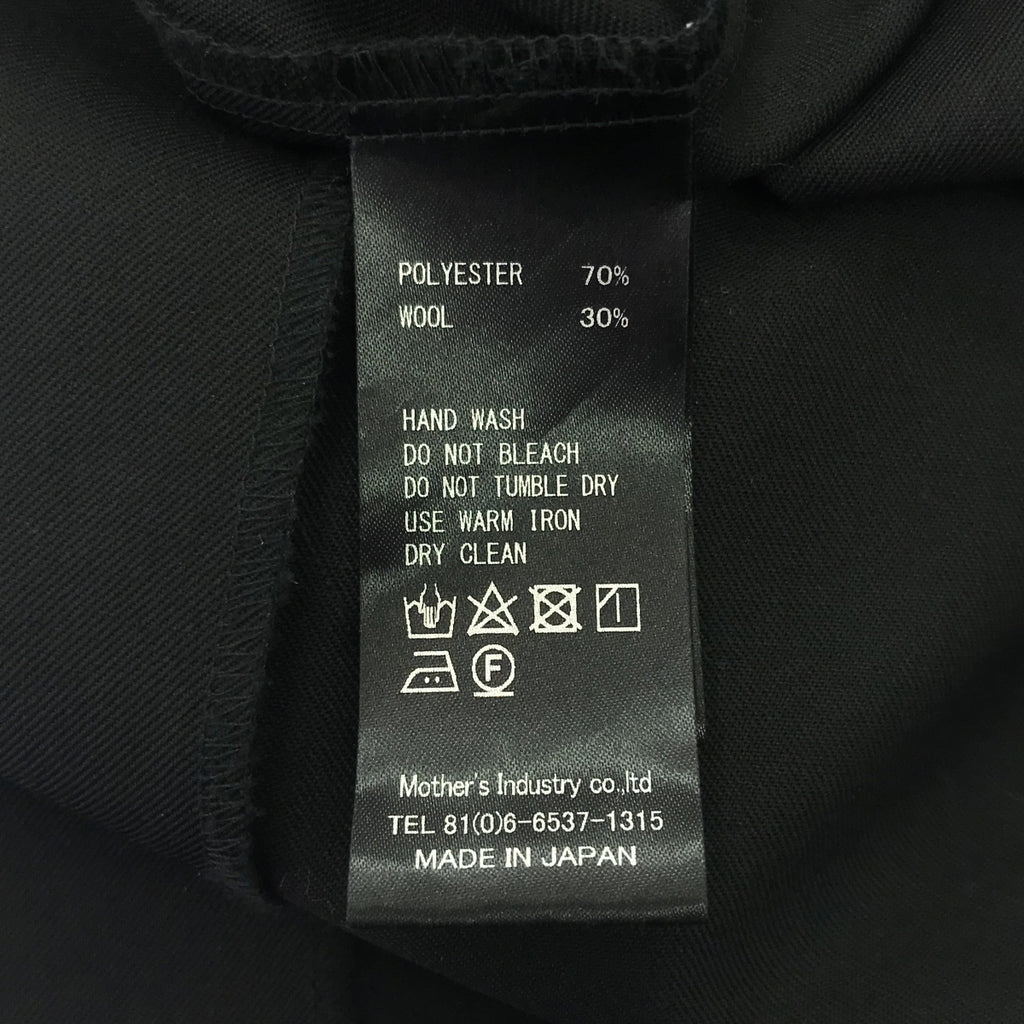 POLYESTER 70%
WOOL 30%
HAND WASH
DO NOT BLEACH
DO NOT TUMBLE DRY
USE WARM IRON
DRY CLEAN
F
Mother's Industry co.,ltd
TEL 81(0)6-6537-1315
MADE IN JAPAN